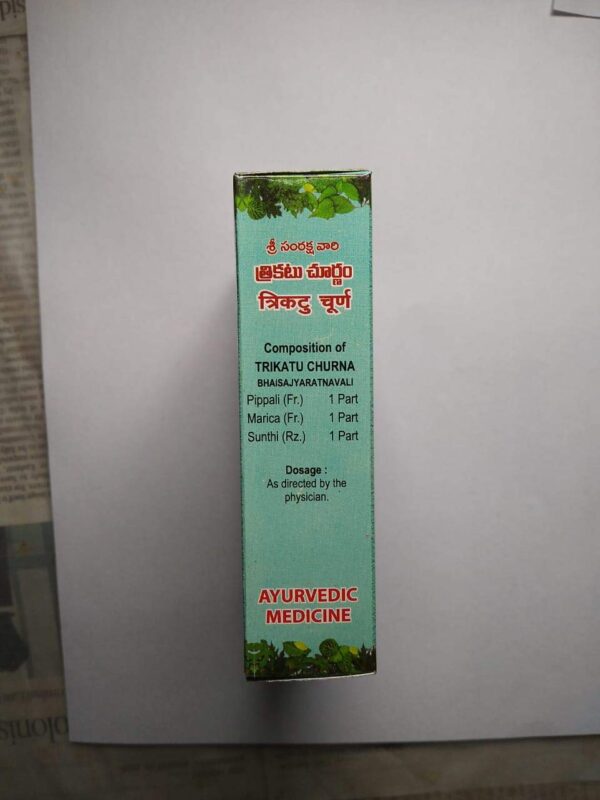 శ్రీ సంరక్ష వారి
త్రికటు చూర్ణం
त्रिकटु चूर्ण
Composition of
TRIKATU CHURNA
BHAISAJYARATNAVALI
Pippali (Fr.) 1 Part
Marica (Fr.) 1 Part
Sunthi (Rz.) 1 Part
Dosage :
As directed by the
physician.
AYURVEDIC
MEDICINE